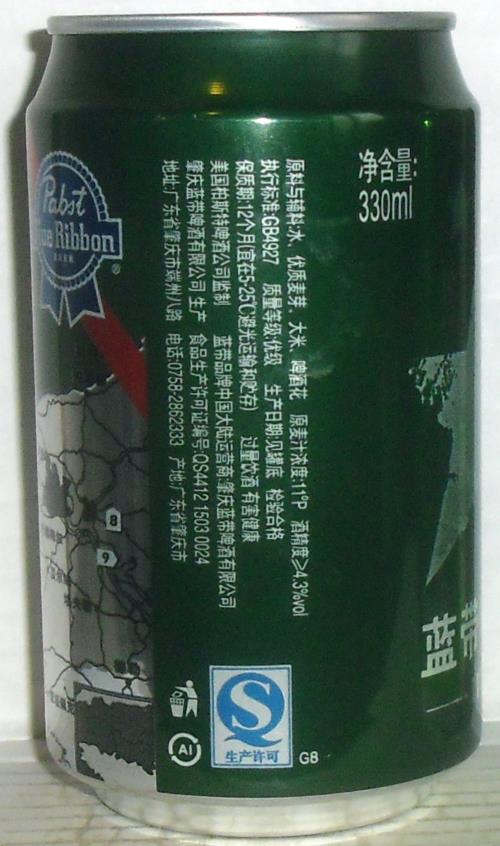 Pabst
ue Ribbon
BEER
®
8
9
净含量:
330ml
原料与辅料:水、优质麦芽、大米、啤酒花 原麦汁浓度:11°P 酒精度≥4.3%vol
执行标准:GB4927 质量等级:优级 生产日期:见罐底 检验合格
保质期:12个月(宜在5-25℃避光运输和贮存) 过量饮酒 有害健康
美国柏斯特啤酒公司监制 蓝带品牌中国大陆运营商:肇庆蓝带啤酒有限公司
肇庆蓝带啤酒有限公司 生产 食品生产许可证编号:QS4412 1503 0024
地址:广东省肇庆市端州八路 电话:0758-2862333 产地:广东省肇庆市
Al
S
生产许可
G8
蓝带